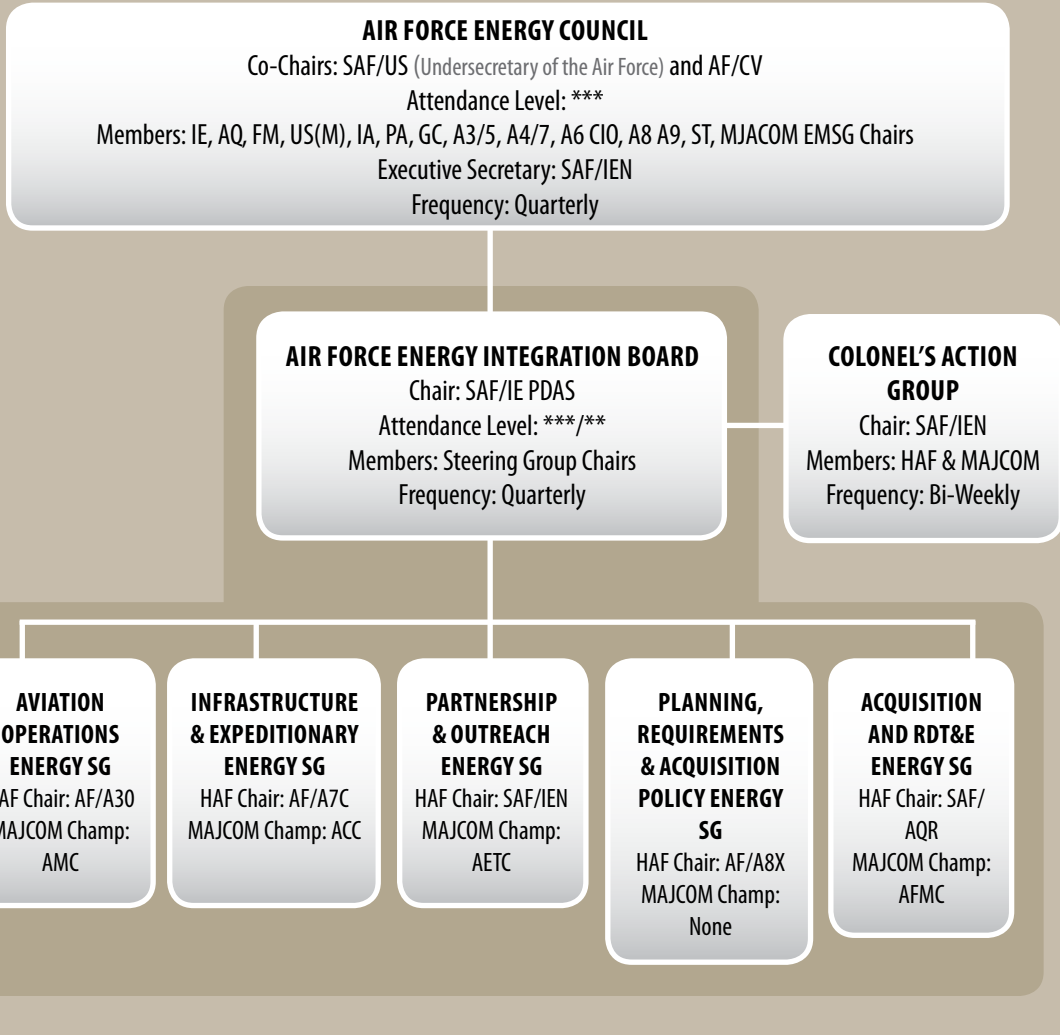 AIR FORCE ENERGY COUNCIL
Co-Chairs: SAF/US (Undersecretary of the Air Force) and AF/CV
Attendance Level: ***
Members: IE, AQ, FM, US(M), IA, PA, GC, A3/5, A4/7, A6 CIO, A8 A9, ST, MJACOM EMSG Chairs
Executive Secretary: SAF/IEN
Frequency: Quarterly
AIR FORCE ENERGY INTEGRATION BOARD
Chair: SAF/IE PDAS
Attendance Level: ***/**
Members: Steering Group Chairs
Frequency: Quarterly
COLONEL’S ACTION
GROUP
Chair: SAF/IEN
Members: HAF & MAJCOM
Frequency: Bi-Weekly
AVIATION
OPERATIONS
ENERGY SG
AF Chair: AF/A30
MAJCOM Champ:
AMC
INFRASTRUCTURE
& EXPEDITIONARY
ENERGY SG
HAF Chair: AF/A7C
MAJCOM Champ: ACC
PARTNERSHIP
& OUTREACH
ENERGY SG
HAF Chair: SAF/IEN
MAJCOM Champ:
AETC
PLANNING,
REQUIREMENTS
& ACQUISITION
POLICY ENERGY
SG
HAF Chair: AF/A8X
MAJCOM Champ:
None
ACQUISITION
AND RDT&E
ENERGY SG
HAF Chair: SAF/
AQR
MAJCOM Champ:
AFMC